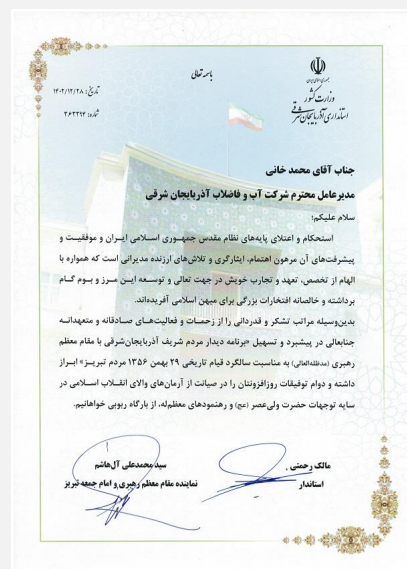 باسمه تعالی
جمهوری اسلامی ایران
وزارت کشور
استانداری آذربایجان شرقی
تاریخ: ۱۴۰۲/۱۲/۲۸
شماره: ۳۶۳۲۹۴
جناب آقای محمد خانی
مدیرعامل محترم شرکت آب و فاضلاب آذربایجان شرقی
سلام علیکم؛
استحکام و اعتلای پایه‌های نظام مقدس جمهوری اسلامی ایران و موفقیت و
پیشرفت‌های آن مرهون اهتمام، ایثارگری و تلاش‌های ارزنده مدیرانی است که همواره با
الهام از تخصص، تعهد و تجارب خویش در جهت تعالی و توسعه این مرز و بوم گام
برداشته و خالصانه افتخارات بزرگی برای میهن اسلامی آفریده‌اند.
بدین‌وسیله مراتب تشکر و قدردانی را از زحمات و فعالیت‌های صادقانه و متعهدانه
جنابعالی در پیشبرد و تسهیل «برنامه دیدار مردم شریف آذربایجان‌شرقی با مقام معظم
رهبری (مدظله‌العالی) به مناسبت سالگرد قیام تاریخی ۲۹ بهمن ۱۳۵۶ مردم تبریز» ابراز
داشته و دوام توفیقات روزافزونتان را در صیانت از آرمان‌های والای انقلاب اسلامی در
سایه توجهات حضرت ولی‌عصر (عج) و رهنمودهای معظم‌له، از بارگاه ربوبی خواهانیم.
مالک رحمتی
استاندار
سید محمدعلی آل‌هاشم
نماینده مقام معظم رهبری و امام جمعه تبریز